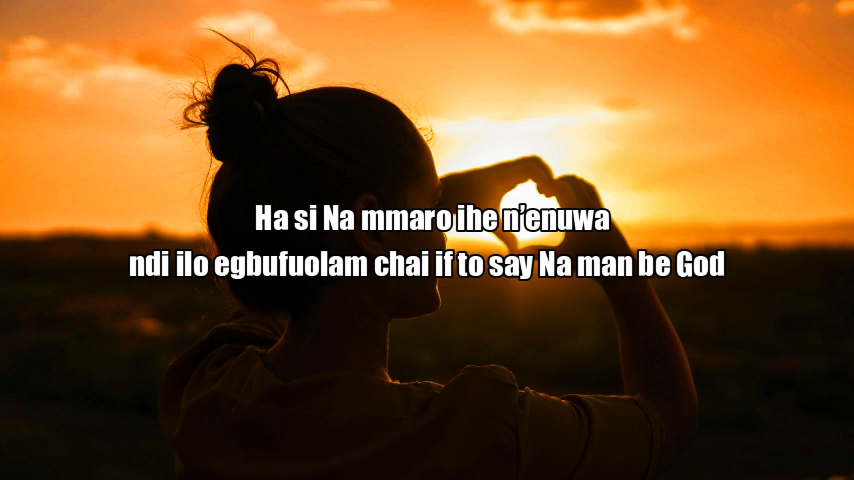 Ha si Na mmaro ihe n'enuwa
ndi ilo egbufuolam chai if to say Na man be God